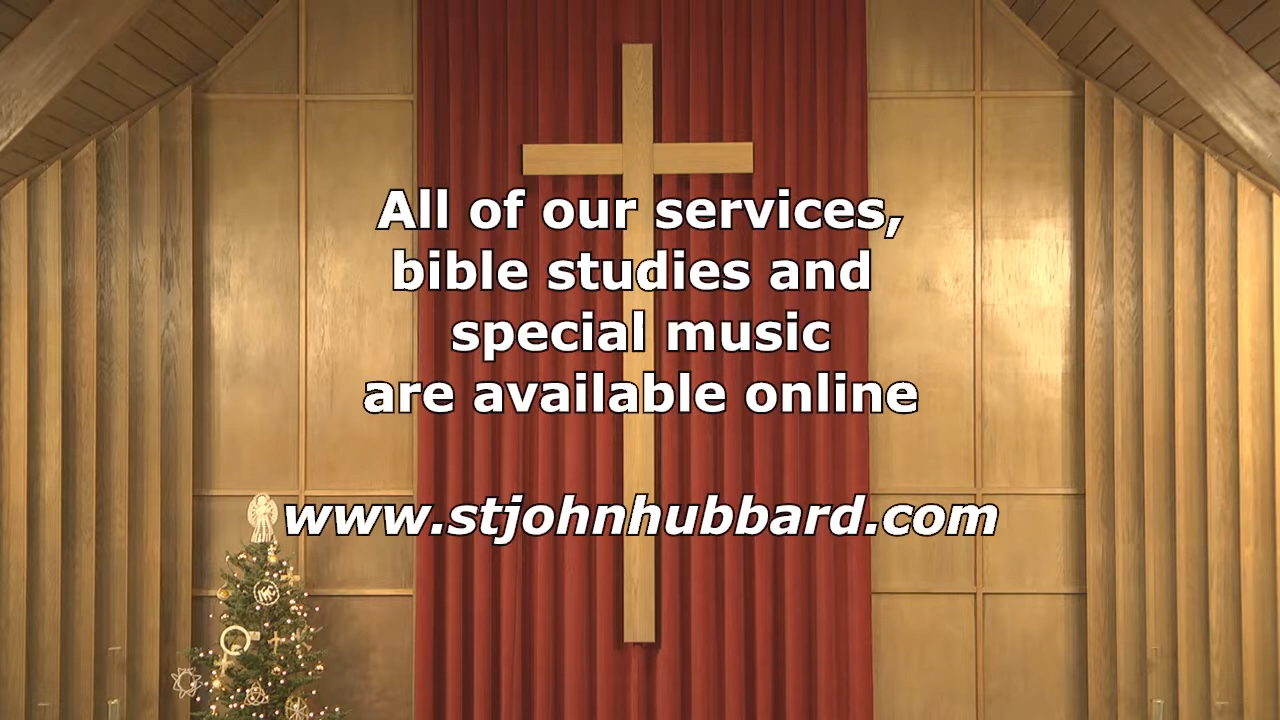 All of our services,
bible studies and
special music
are available online
www.stjohnhubbard.com